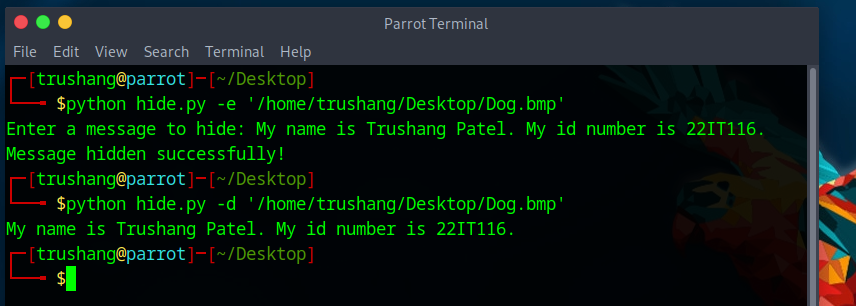 Parrot Terminal
File Edit View Search Terminal Help
┌─[trushang@parrot]─[~/Desktop]
└──╼ $python hide.py -e '/home/trushang/Desktop/Dog.bmp'
Enter a message to hide: My name is Trushang Patel. My id number is 22IT116.
Message hidden successfully!
┌─[trushang@parrot]─[~/Desktop]
└──╼ $python hide.py -d '/home/trushang/Desktop/Dog.bmp'
My name is Trushang Patel. My id number is 22IT116.
┌─[trushang@parrot]─[~/Desktop]
└──╼ $